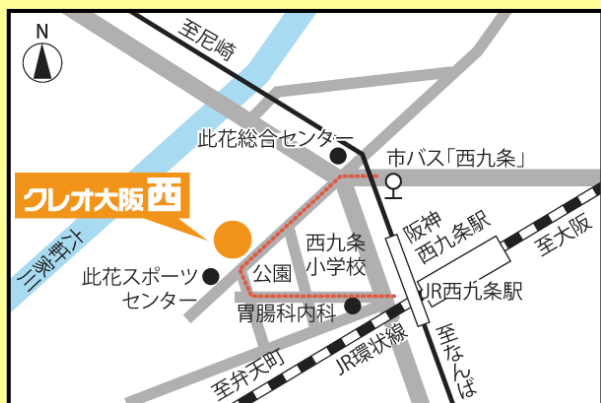 N
至尼崎
此花総合センター
市バス「西九条」
クレオ大阪西
六軒家川
阪神
西九条駅
至大阪
西九条
小学校
此花スポーツ
センター
公園
JR西九条駅
胃腸科内科
JR環状線
至なんば
至弁天町